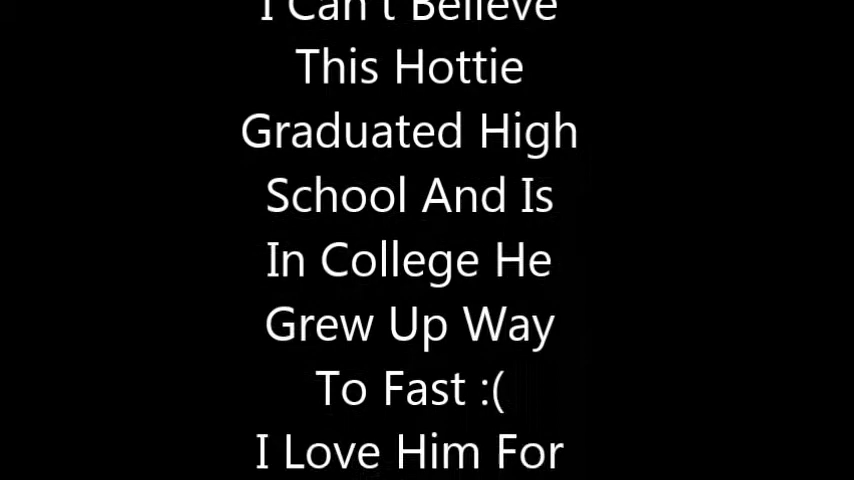 I Can't Believe
This Hottie
Graduated High
School And Is
In College He
Grew Up Way
To Fast :(
I Love Him For